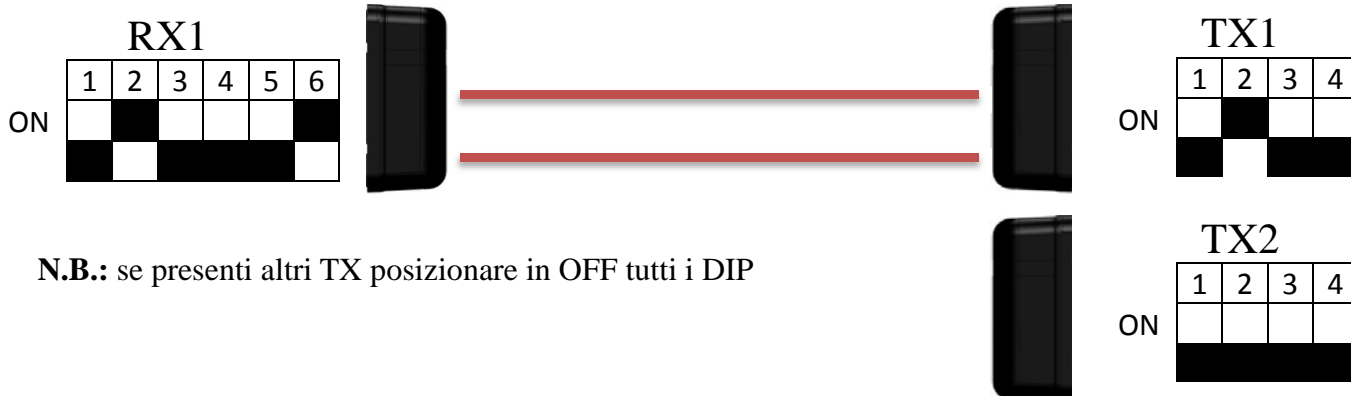 RX1
1 2 3 4 5 6
ON
TX1
1 2 3 4
ON
N.B.: se presenti altri TX posizionare in OFF tutti i DIP
TX2
1 2 3 4
ON